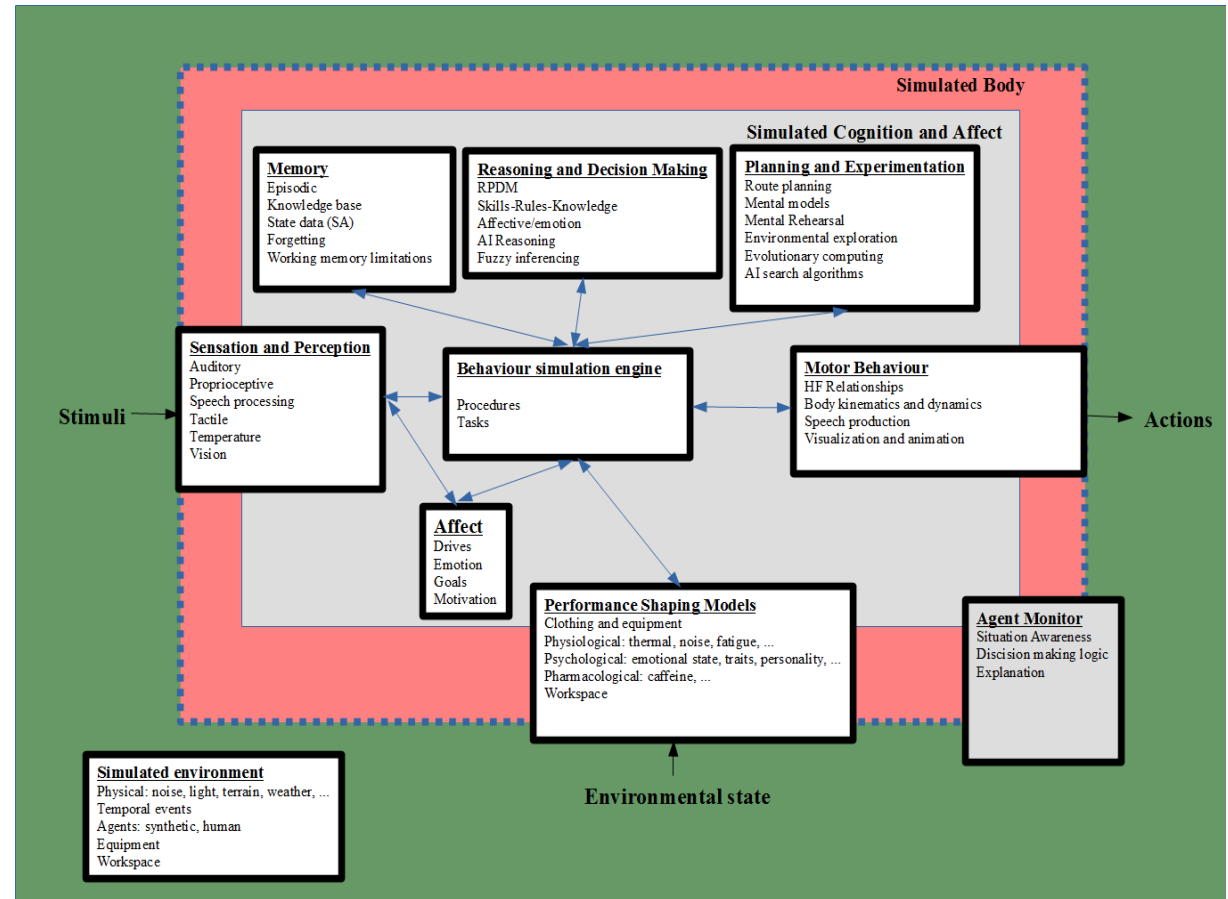 Simulated Body
Simulated Cognition and Affect
Memory
Episodic
Knowledge base
State data (SA)
Forgetting
Working memory limitations
Reasoning and Decision Making
RPDM
Skills-Rules-Knowledge
Affective/emotion
AI Reasoning
Fuzzy inferencing
Planning and Experimentation
Route planning
Mental models
Mental Rehearsal
Environmental exploration
Evolutionary computing
AI search algorithms
Stimuli
Sensation and Perception
Auditory
Proprioceptive
Speech processing
Tactile
Temperature
Vision
Behaviour simulation engine
Procedures
Tasks
Motor Behaviour
HF Relationships
Body kinematics and dynamics
Speech production
Visualization and animation
Actions
Affect
Drives
Emotion
Goals
Motivation
Performance Shaping Models
Clothing and equipment
Physiological: thermal, noise, fatigue, ...
Psychological: emotional state, traits, personality, ...
Pharmacological: caffeine, ...
Workspace
Agent Monitor
Situation Awareness
Discision making logic
Explanation
Simulated environment
Physical: noise, light, terrain, weather, ...
Temporal events
Agents: synthetic, human
Equipment
Workspace
Environmental state